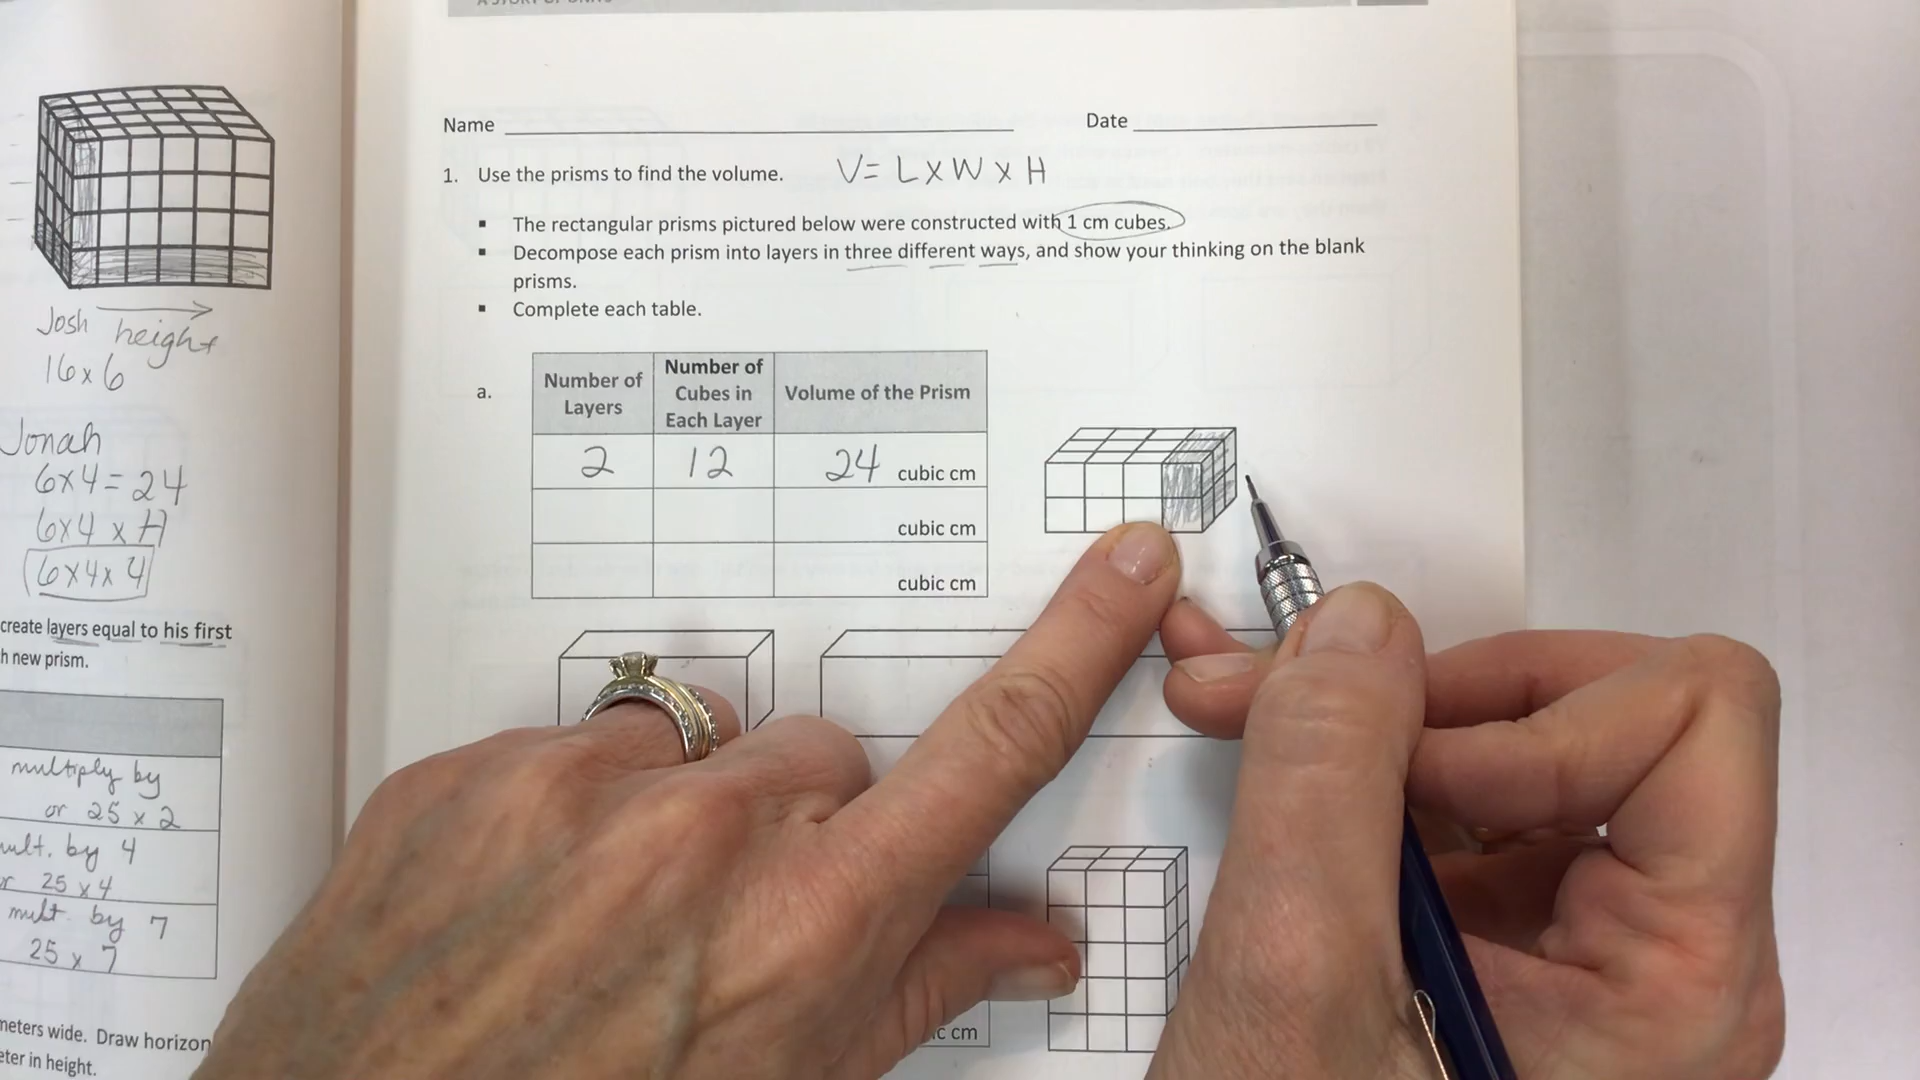 Josh height
16x6
Jonah
6x4=24
6x4 x H
6x4x 4
create layers equal to his first
h new prism.
multiply by
or 25 x 2
mult. by 4
25 x 4
mult. by 7
25 x 7
meters wide. Draw horizon
eter in height.
Name Date
1. Use the prisms to find the volume. V= L x W x H
▪ The rectangular prisms pictured below were constructed with 1 cm cubes.
▪ Decompose each prism into layers in three different ways, and show your thinking on the blank
prisms.
▪ Complete each table.
a.
Number of Layers Number of Cubes in Each Layer Volume of the Prism
2 12 24 cubic cm
cubic cm
cubic cm
c cm